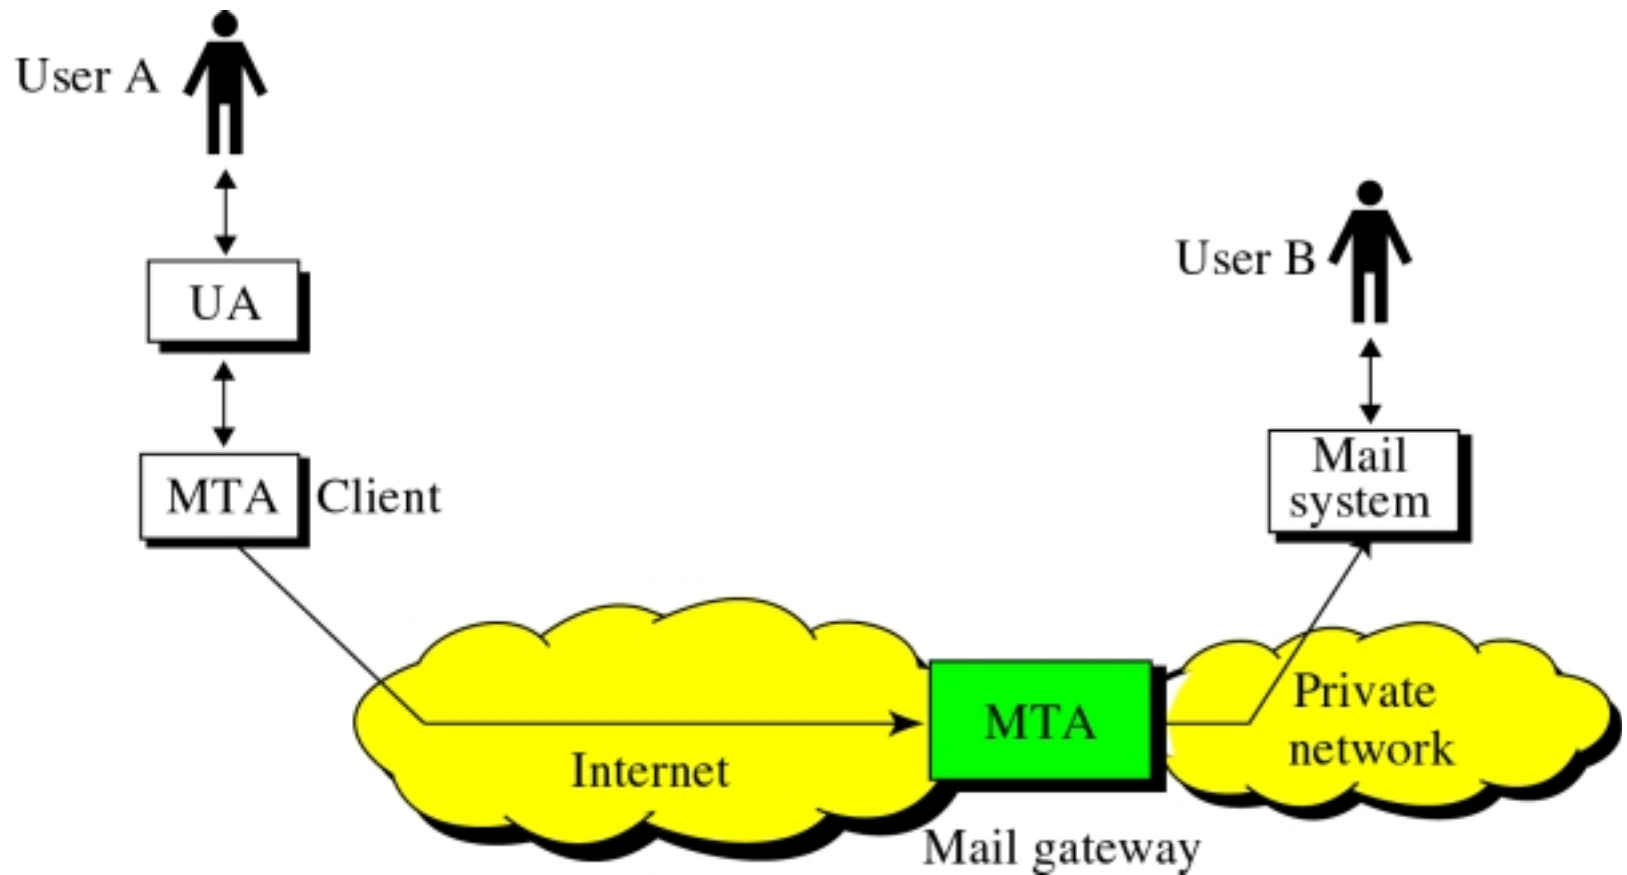 User A
User B
UA
Mail
system
MTA
Client
Private
network
MTA
Internet
Mail gateway